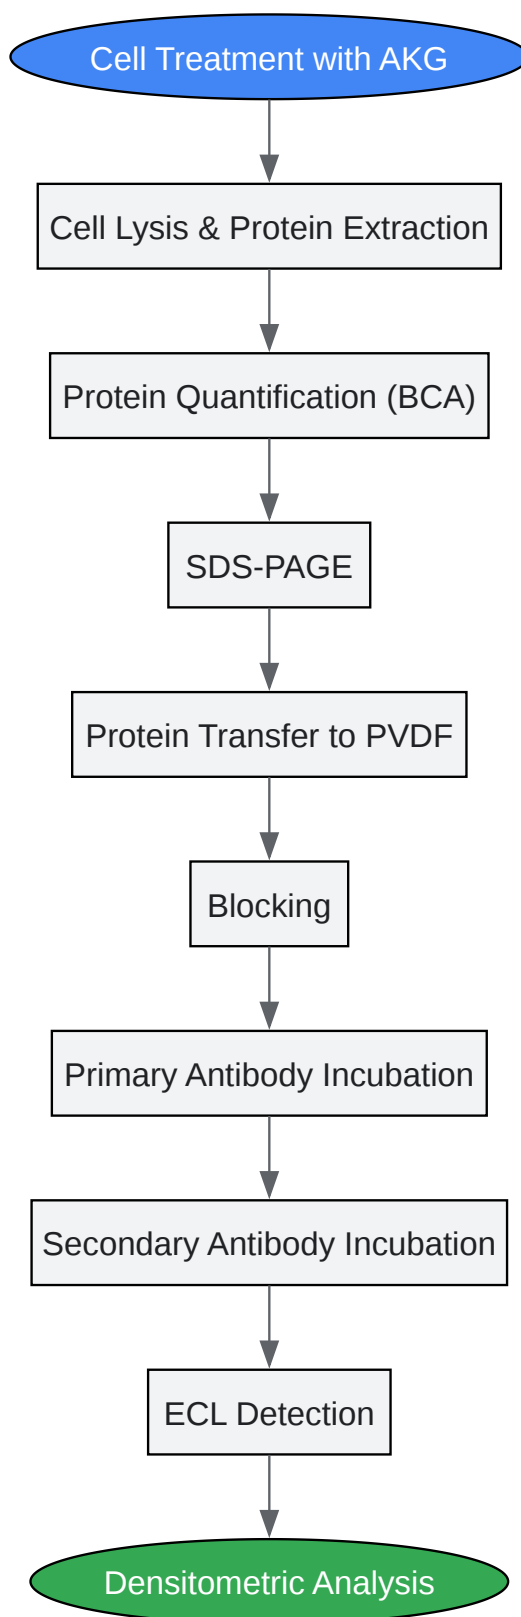 Cell Treatment with AKG
Cell Lysis & Protein Extraction
Protein Quantification (BCA)
SDS-PAGE
Protein Transfer to PVDF
Blocking
Primary Antibody Incubation
Secondary Antibody Incubation
ECL Detection
Densitometric Analysis